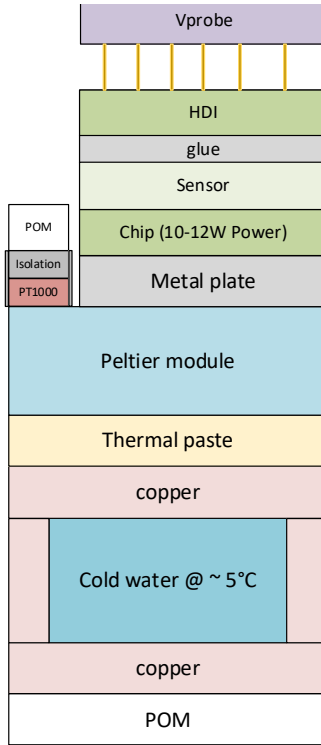 Vprobe
HDI
glue
Sensor
POM
Chip (10-12W Power)
Isolation
Metal plate
PT1000
Peltier module
Thermal paste
copper
Cold water @ ~ 5°C
copper
POM